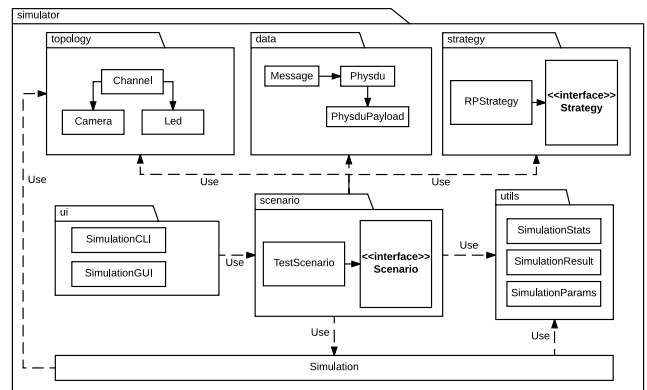 simulator
topology
data
strategy
Channel
Camera
Led
Message
Physdu
PhysduPayload
RPStrategy
<<interface>>
Strategy
Use
Use
Use
ui
SimulationCLI
SimulationGUI
Use
scenario
TestScenario
<<interface>>
Scenario
Use
utils
SimulationStats
SimulationResult
SimulationParams
Use
Use
Simulation